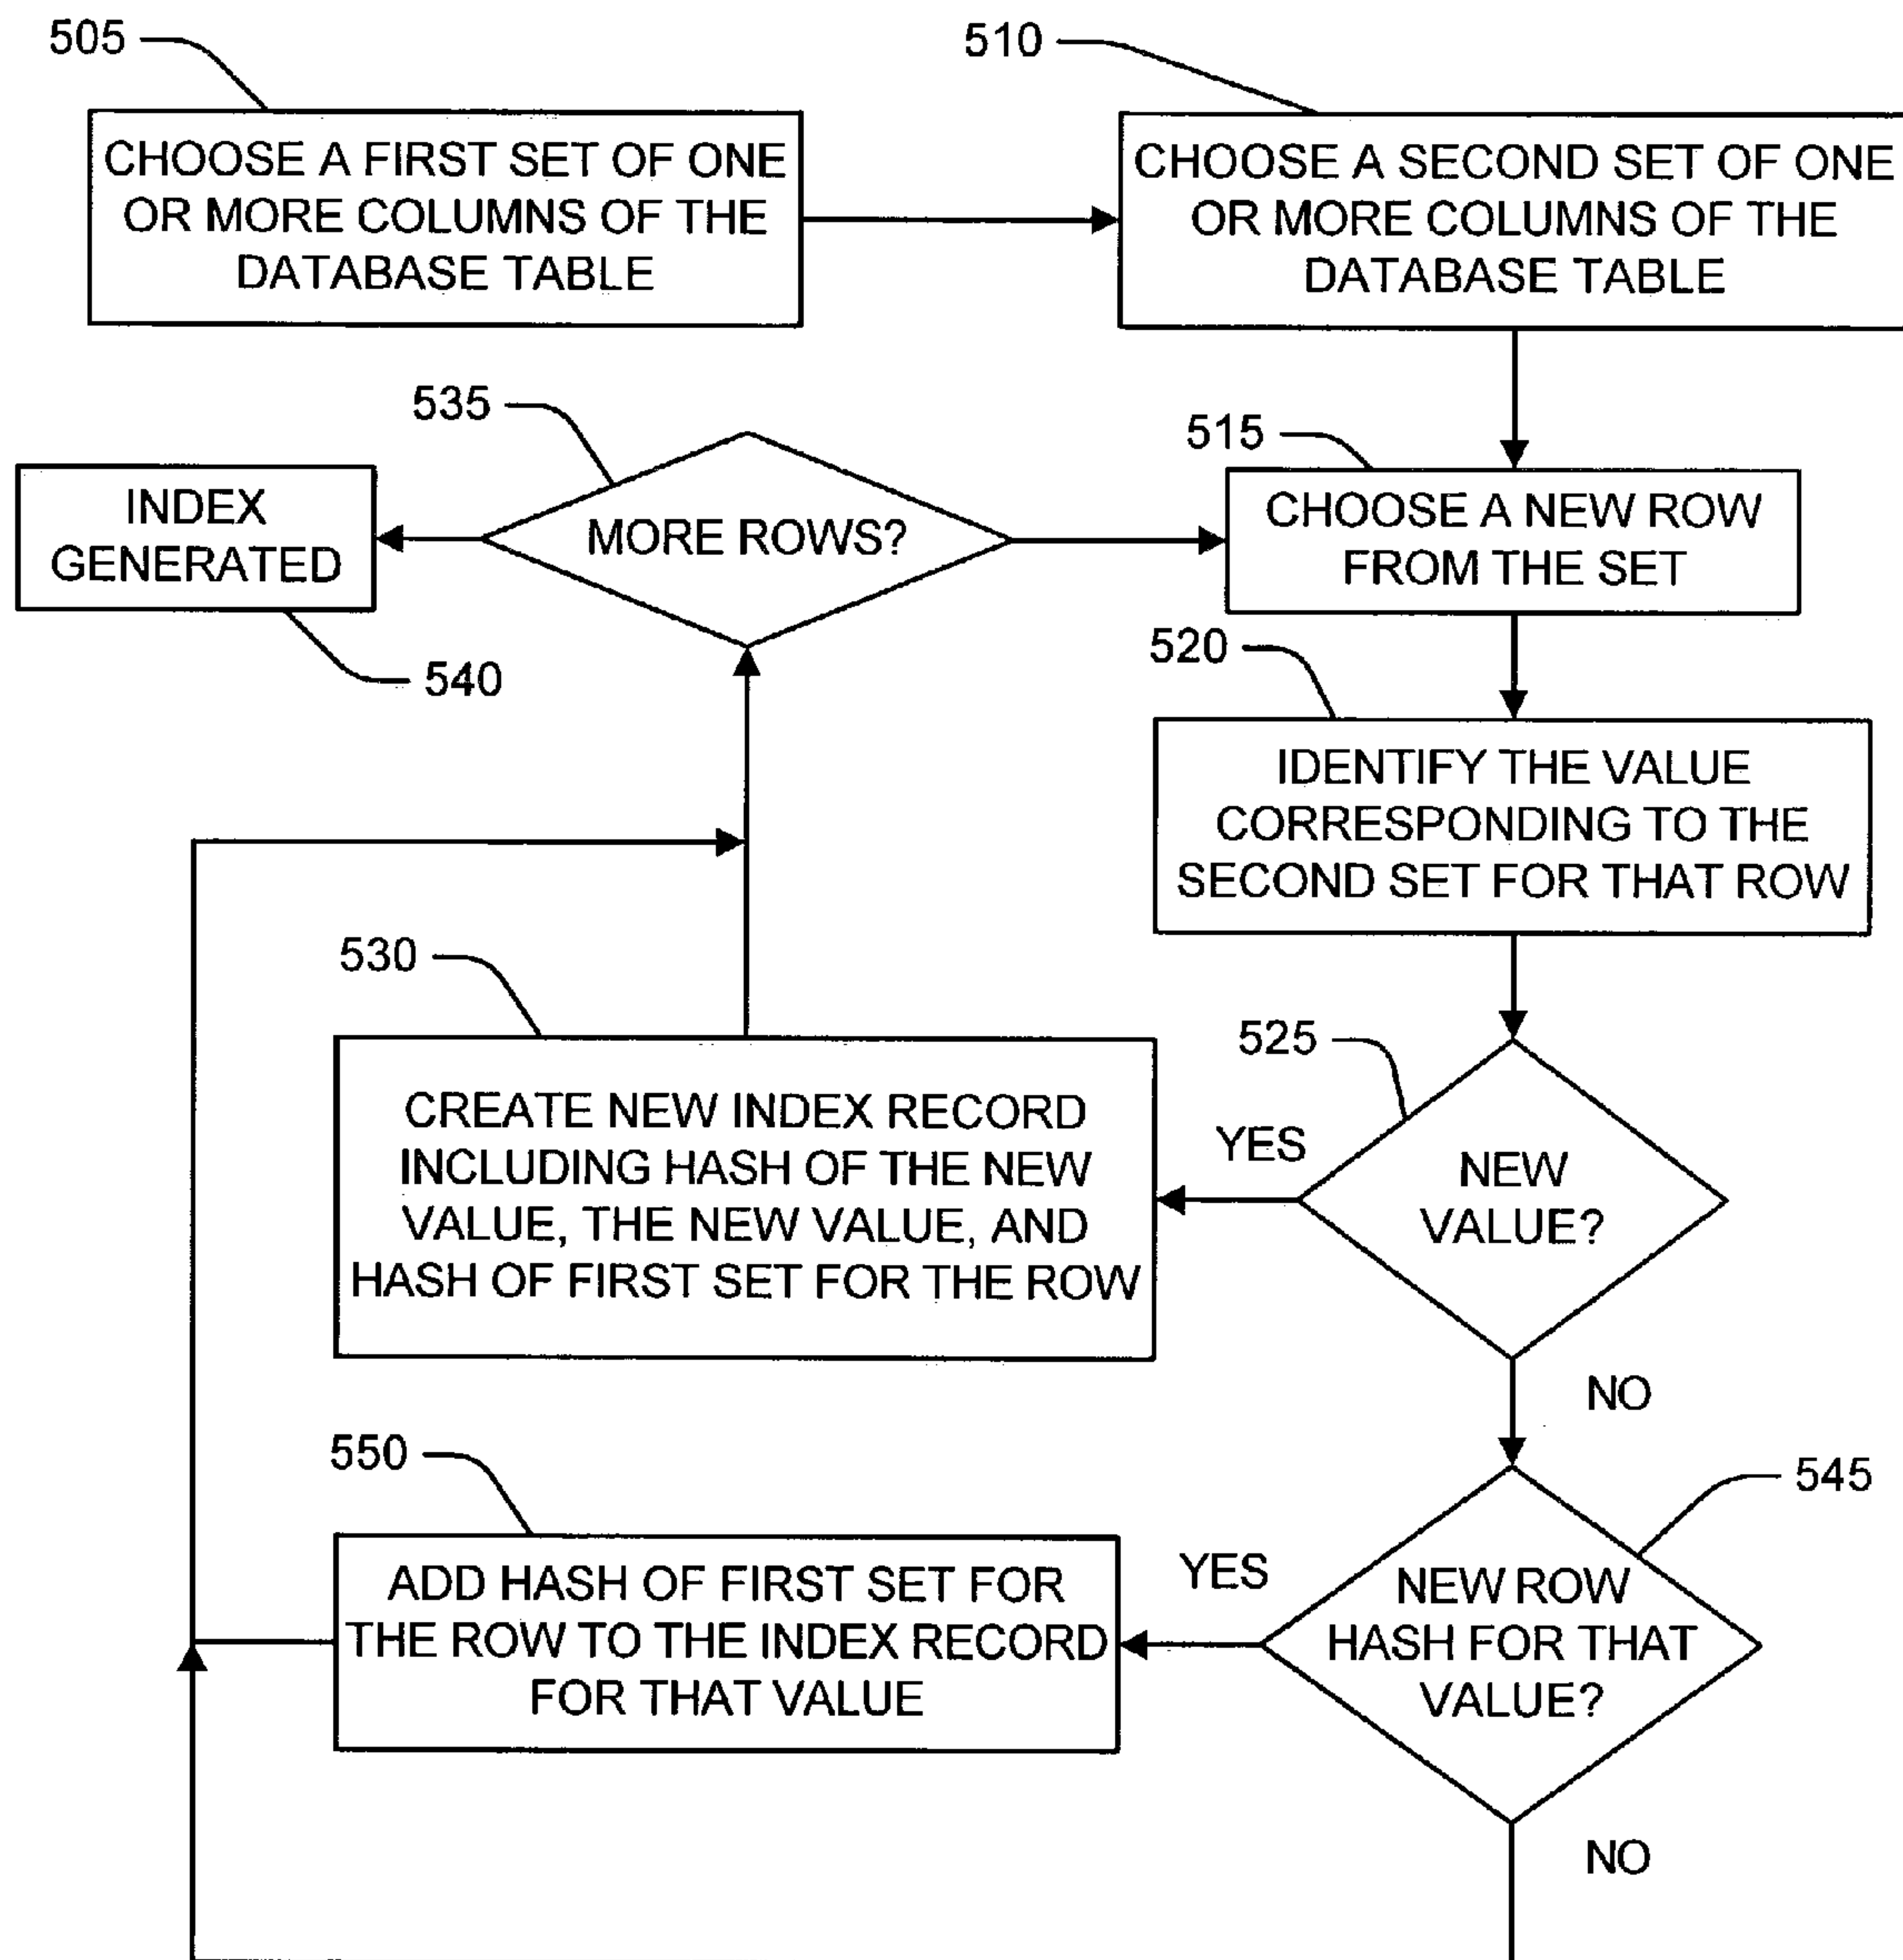 505
CHOOSE A FIRST SET OF ONE
OR MORE COLUMNS OF THE
DATABASE TABLE
510
CHOOSE A SECOND SET OF ONE
OR MORE COLUMNS OF THE
DATABASE TABLE
535
MORE ROWS?
INDEX
GENERATED
540
515
CHOOSE A NEW ROW
FROM THE SET
520
IDENTIFY THE VALUE
CORRESPONDING TO THE
SECOND SET FOR THAT ROW
530
CREATE NEW INDEX RECORD
INCLUDING HASH OF THE NEW
VALUE, THE NEW VALUE, AND
HASH OF FIRST SET FOR THE ROW
525
YES
NEW
VALUE?
NO
550
ADD HASH OF FIRST SET FOR
THE ROW TO THE INDEX RECORD
FOR THAT VALUE
YES
545
NEW ROW
HASH FOR THAT
VALUE?
NO